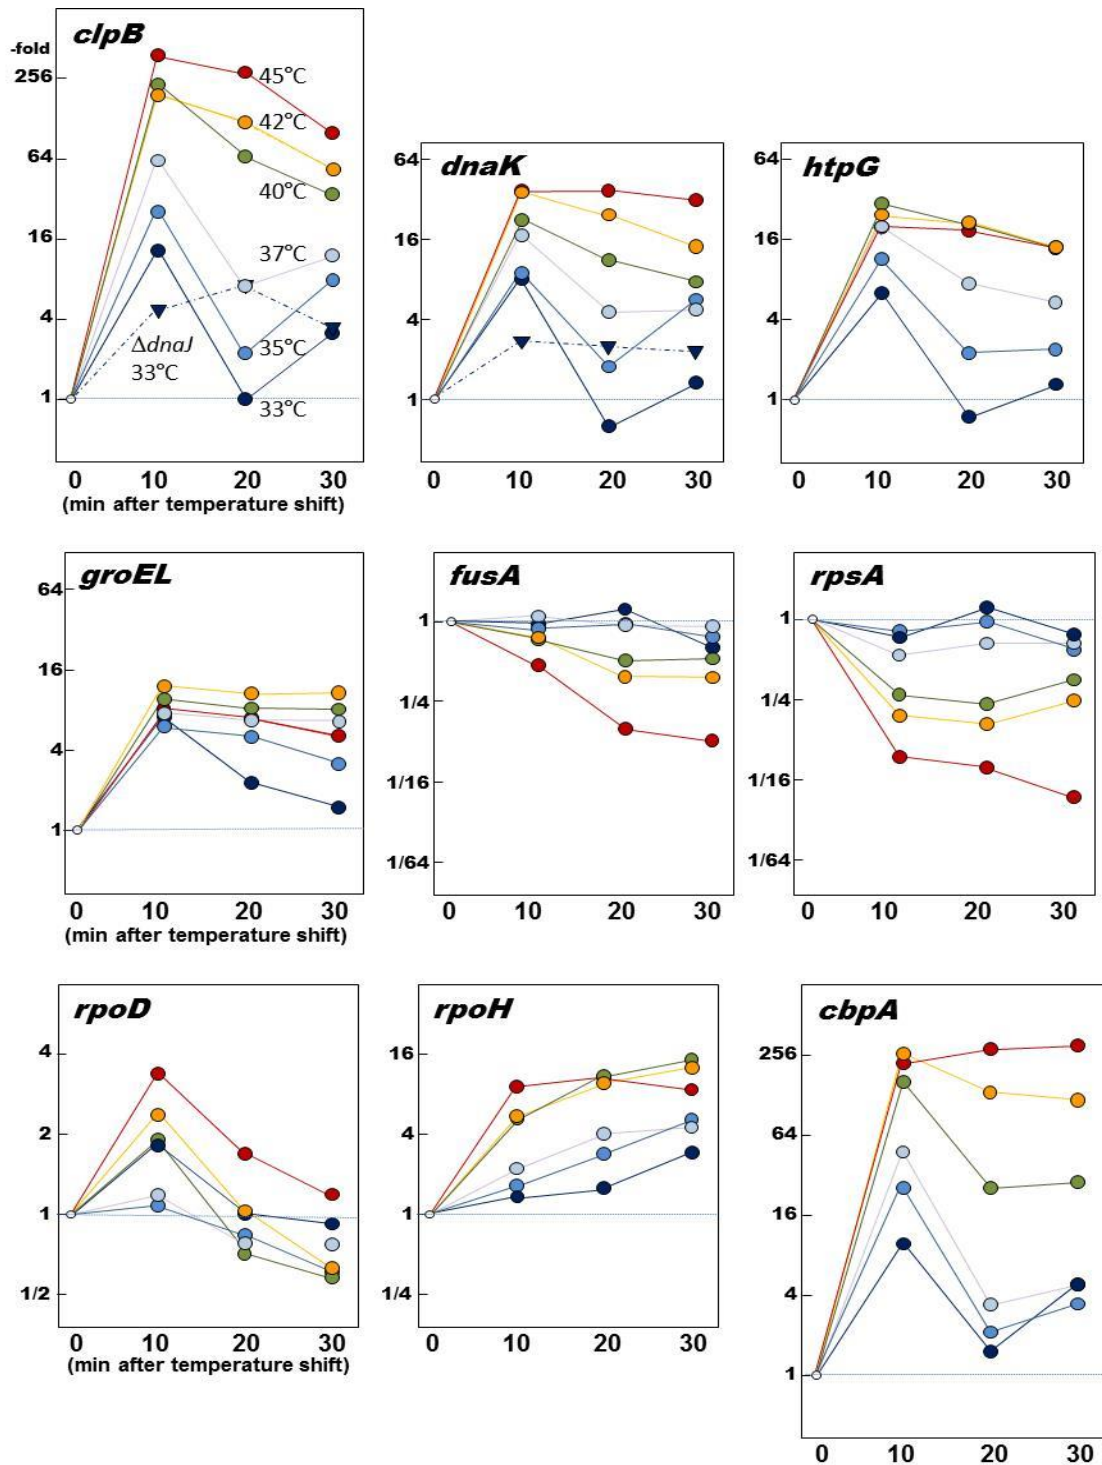 clpB
-fold
256
64
16
4
1
45°C
42°C
40°C
37°C
35°C
33°C
ΔdnaJ
33°C
0 10 20 30
(min after temperature shift)
dnaK
64
16
4
1
0 10 20 30
htpG
64
16
4
1
0 10 20 30
groEL
64
16
4
1
0 10 20 30
(min after temperature shift)
fusA
1
1/4
1/16
1/64
0 10 20 30
rpsA
1
1/4
1/16
1/64
0 10 20 30
rpoD
4
2
1
1/2
0 10 20 30
(min after temperature shift)
rpoH
16
4
1
1/4
0 10 20 30
cbpA
256
64
16
4
1
0 10 20 30